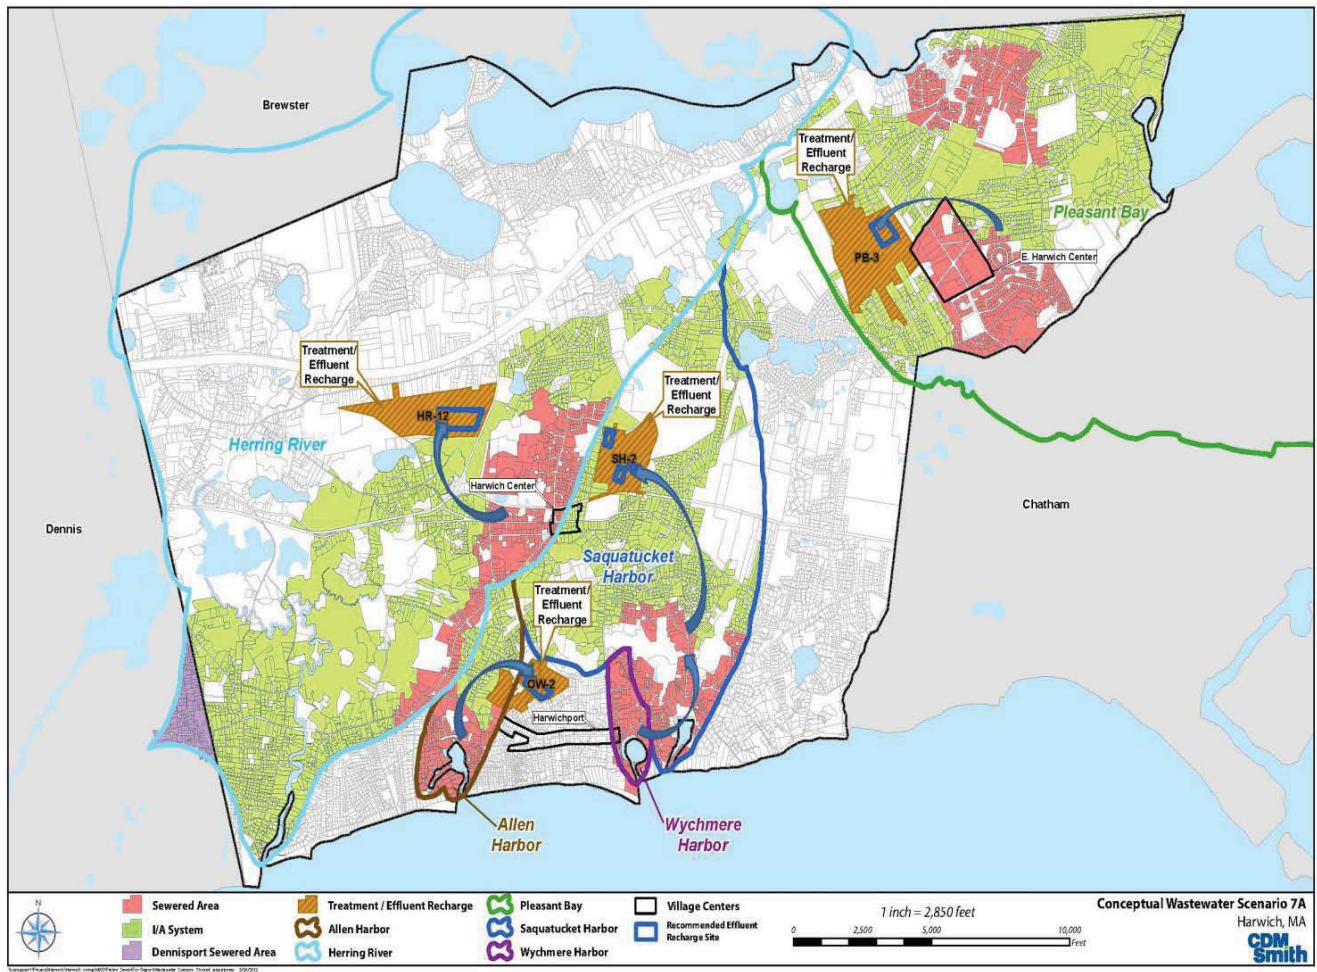 Brewster
Treatment/
Effluent
Recharge
Pleasant Bay
PB-3
E. Harwich Center
Treatment/
Effluent
Recharge
Treatment/
Effluent
Recharge
HR-12
Herring River
SH-2
Harwich Center
Chatham
Dennis
Saquatucket
Harbor
Treatment/
Effluent
Recharge
OW-2
Harwichport
Allen
Harbor
Wychmere
Harbor
N
Sewered Area
I/A System
Dennisport Sewered Area
Treatment / Effluent Recharge
Allen Harbor
Herring River
Pleasant Bay
Saquatucket Harbor
Wychmere Harbor
Village Centers
Recommended Effluent
Recharge Site
1 inch = 2,850 feet
0 2,500 5,000 10,000
Feet
Conceptual Wastewater Scenario 7A
Harwich, MA
CDM
Smith